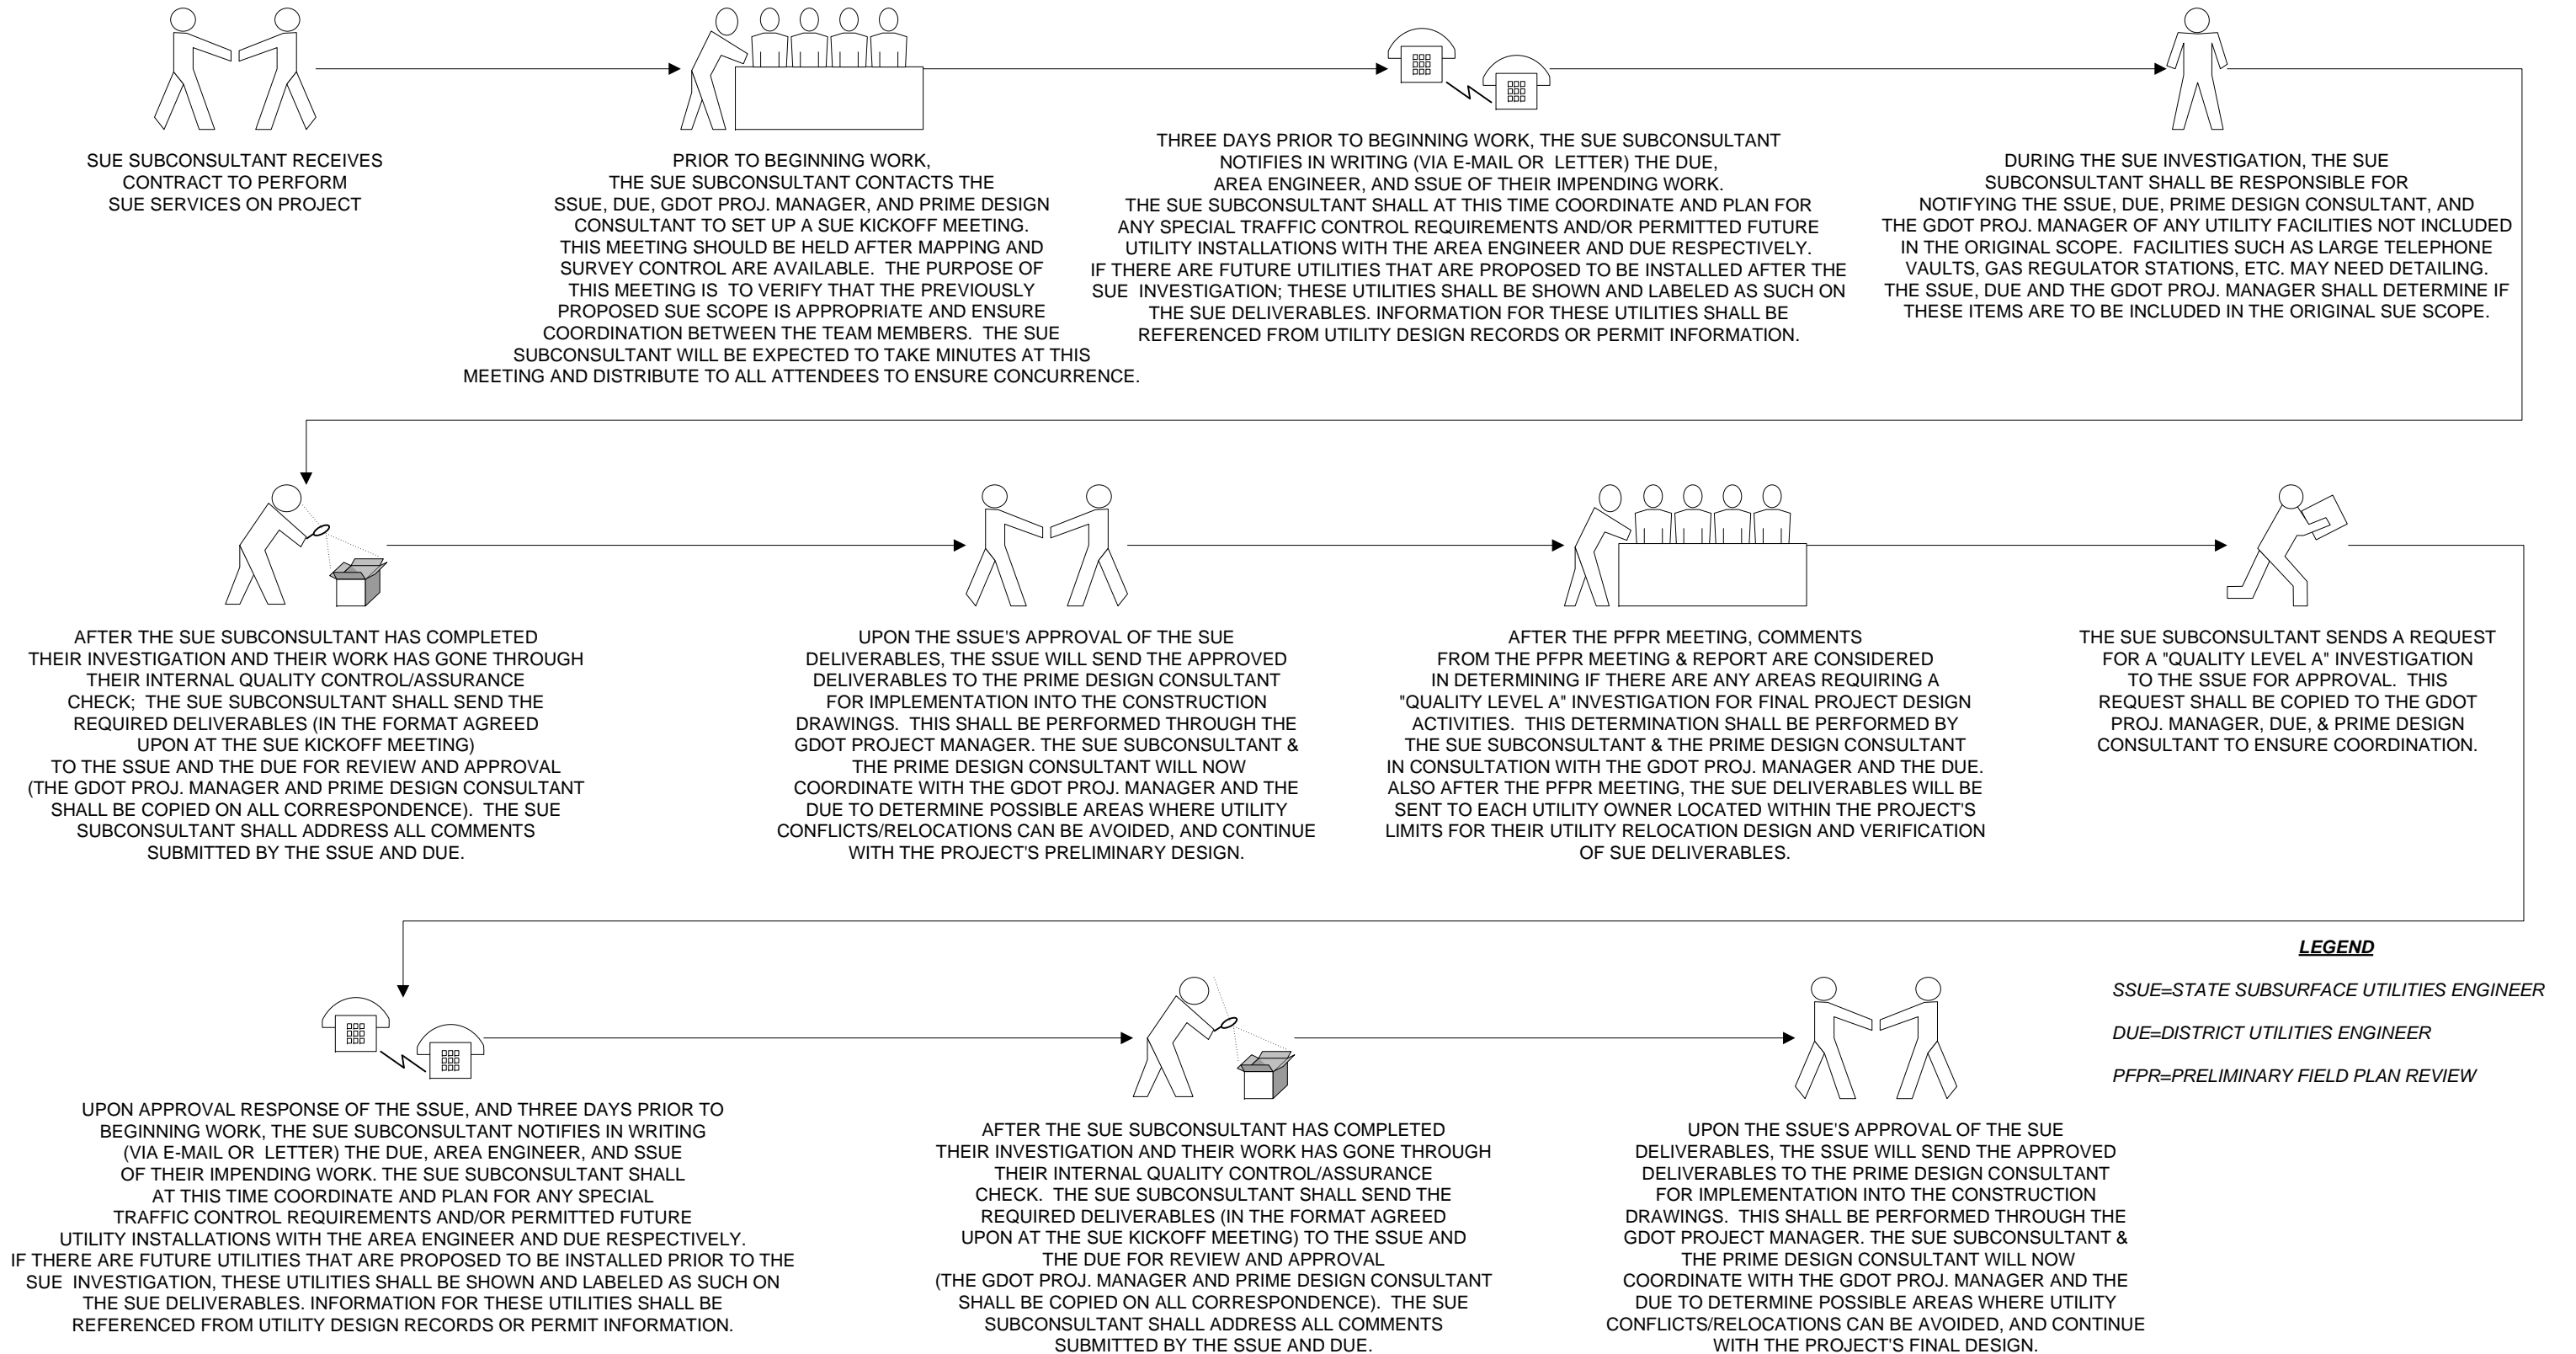 SUE SUBCONSULTANT RECEIVES
CONTRACT TO PERFORM
SUE SERVICES ON PROJECT
PRIOR TO BEGINNING WORK,
THE SUE SUBCONSULTANT CONTACTS THE
SSUE, DUE, GDOT PROJ. MANAGER, AND PRIME DESIGN
CONSULTANT TO SET UP A SUE KICKOFF MEETING.
THIS MEETING SHOULD BE HELD AFTER MAPPING AND
SURVEY CONTROL ARE AVAILABLE. THE PURPOSE OF
THIS MEETING IS TO VERIFY THAT THE PREVIOUSLY
PROPOSED SUE SCOPE IS APPROPRIATE AND ENSURE
COORDINATION BETWEEN THE TEAM MEMBERS. THE SUE
SUBCONSULTANT WILL BE EXPECTED TO TAKE MINUTES AT THIS
MEETING AND DISTRIBUTE TO ALL ATTENDEES TO ENSURE CONCURRENCE.
THREE DAYS PRIOR TO BEGINNING WORK, THE SUE SUBCONSULTANT
NOTIFIES IN WRITING (VIA E-MAIL OR LETTER) THE DUE,
AREA ENGINEER, AND SSUE OF THEIR IMPENDING WORK.
THE SUE SUBCONSULTANT SHALL AT THIS TIME COORDINATE AND PLAN FOR
ANY SPECIAL TRAFFIC CONTROL REQUIREMENTS AND/OR PERMITTED FUTURE
UTILITY INSTALLATIONS WITH THE AREA ENGINEER AND DUE RESPECTIVELY.
IF THERE ARE FUTURE UTILITIES THAT ARE PROPOSED TO BE INSTALLED AFTER THE
SUE INVESTIGATION; THESE UTILITIES SHALL BE SHOWN AND LABELED AS SUCH ON
THE SUE DELIVERABLES. INFORMATION FOR THESE UTILITIES SHALL BE
REFERENCED FROM UTILITY DESIGN RECORDS OR PERMIT INFORMATION.
DURING THE SUE INVESTIGATION, THE SUE
SUBCONSULTANT SHALL BE RESPONSIBLE FOR
NOTIFYING THE SSUE, DUE, PRIME DESIGN CONSULTANT, AND
THE GDOT PROJ. MANAGER OF ANY UTILITY FACILITIES NOT INCLUDED
IN THE ORIGINAL SCOPE. FACILITIES SUCH AS LARGE TELEPHONE
VAULTS, GAS REGULATOR STATIONS, ETC. MAY NEED DETAILING.
THE SSUE, DUE AND THE GDOT PROJ. MANAGER SHALL DETERMINE IF
THESE ITEMS ARE TO BE INCLUDED IN THE ORIGINAL SUE SCOPE.
AFTER THE SUE SUBCONSULTANT HAS COMPLETED
THEIR INVESTIGATION AND THEIR WORK HAS GONE THROUGH
THEIR INTERNAL QUALITY CONTROL/ASSURANCE
CHECK; THE SUE SUBCONSULTANT SHALL SEND THE
REQUIRED DELIVERABLES (IN THE FORMAT AGREED
UPON AT THE SUE KICKOFF MEETING)
TO THE SSUE AND THE DUE FOR REVIEW AND APPROVAL
(THE GDOT PROJ. MANAGER AND PRIME DESIGN CONSULTANT
SHALL BE COPIED ON ALL CORRESPONDENCE). THE SUE
SUBCONSULTANT SHALL ADDRESS ALL COMMENTS
SUBMITTED BY THE SSUE AND DUE.
UPON THE SSUE'S APPROVAL OF THE SUE
DELIVERABLES, THE SSUE WILL SEND THE APPROVED
DELIVERABLES TO THE PRIME DESIGN CONSULTANT
FOR IMPLEMENTATION INTO THE CONSTRUCTION
DRAWINGS. THIS SHALL BE PERFORMED THROUGH THE
GDOT PROJECT MANAGER. THE SUE SUBCONSULTANT &
THE PRIME DESIGN CONSULTANT WILL NOW
COORDINATE WITH THE GDOT PROJ. MANAGER AND THE
DUE TO DETERMINE POSSIBLE AREAS WHERE UTILITY
CONFLICTS/RELOCATIONS CAN BE AVOIDED, AND CONTINUE
WITH THE PROJECT'S PRELIMINARY DESIGN.
AFTER THE PFPR MEETING, COMMENTS
FROM THE PFPR MEETING & REPORT ARE CONSIDERED
IN DETERMINING IF THERE ARE ANY AREAS REQUIRING A
"QUALITY LEVEL A" INVESTIGATION FOR FINAL PROJECT DESIGN
ACTIVITIES. THIS DETERMINATION SHALL BE PERFORMED BY
THE SUE SUBCONSULTANT & THE PRIME DESIGN CONSULTANT
IN CONSULTATION WITH THE GDOT PROJ. MANAGER AND THE DUE.
ALSO AFTER THE PFPR MEETING, THE SUE DELIVERABLES WILL BE
SENT TO EACH UTILITY OWNER LOCATED WITHIN THE PROJECT'S
LIMITS FOR THEIR UTILITY RELOCATION DESIGN AND VERIFICATION
OF SUE DELIVERABLES.
THE SUE SUBCONSULTANT SENDS A REQUEST
FOR A "QUALITY LEVEL A" INVESTIGATION
TO THE SSUE FOR APPROVAL. THIS
REQUEST SHALL BE COPIED TO THE GDOT
PROJ. MANAGER, DUE, & PRIME DESIGN
CONSULTANT TO ENSURE COORDINATION.
LEGEND
SSUE=STATE SUBSURFACE UTILITIES ENGINEER
DUE=DISTRICT UTILITIES ENGINEER
PFPR=PRELIMINARY FIELD PLAN REVIEW
UPON APPROVAL RESPONSE OF THE SSUE, AND THREE DAYS PRIOR TO
BEGINNING WORK, THE SUE SUBCONSULTANT NOTIFIES IN WRITING
(VIA E-MAIL OR LETTER) THE DUE, AREA ENGINEER, AND SSUE
OF THEIR IMPENDING WORK. THE SUE SUBCONSULTANT SHALL
AT THIS TIME COORDINATE AND PLAN FOR ANY SPECIAL
TRAFFIC CONTROL REQUIREMENTS AND/OR PERMITTED FUTURE
UTILITY INSTALLATIONS WITH THE AREA ENGINEER AND DUE RESPECTIVELY.
IF THERE ARE FUTURE UTILITIES THAT ARE PROPOSED TO BE INSTALLED PRIOR TO THE
SUE INVESTIGATION, THESE UTILITIES SHALL BE SHOWN AND LABELED AS SUCH ON
THE SUE DELIVERABLES. INFORMATION FOR THESE UTILITIES SHALL BE
REFERENCED FROM UTILITY DESIGN RECORDS OR PERMIT INFORMATION.
AFTER THE SUE SUBCONSULTANT HAS COMPLETED
THEIR INVESTIGATION AND THEIR WORK HAS GONE THROUGH
THEIR INTERNAL QUALITY CONTROL/ASSURANCE
CHECK. THE SUE SUBCONSULTANT SHALL SEND THE
REQUIRED DELIVERABLES (IN THE FORMAT AGREED
UPON AT THE SUE KICKOFF MEETING) TO THE SSUE AND
THE DUE FOR REVIEW AND APPROVAL
(THE GDOT PROJ. MANAGER AND PRIME DESIGN CONSULTANT
SHALL BE COPIED ON ALL CORRESPONDENCE). THE SUE
SUBCONSULTANT SHALL ADDRESS ALL COMMENTS
SUBMITTED BY THE SSUE AND DUE.
UPON THE SSUE'S APPROVAL OF THE SUE
DELIVERABLES, THE SSUE WILL SEND THE APPROVED
DELIVERABLES TO THE PRIME DESIGN CONSULTANT
FOR IMPLEMENTATION INTO THE CONSTRUCTION
DRAWINGS. THIS SHALL BE PERFORMED THROUGH THE
GDOT PROJECT MANAGER. THE SUE SUBCONSULTANT &
THE PRIME DESIGN CONSULTANT WILL NOW
COORDINATE WITH THE GDOT PROJ. MANAGER AND THE
DUE TO DETERMINE POSSIBLE AREAS WHERE UTILITY
CONFLICTS/RELOCATIONS CAN BE AVOIDED, AND CONTINUE
WITH THE PROJECT'S FINAL DESIGN.